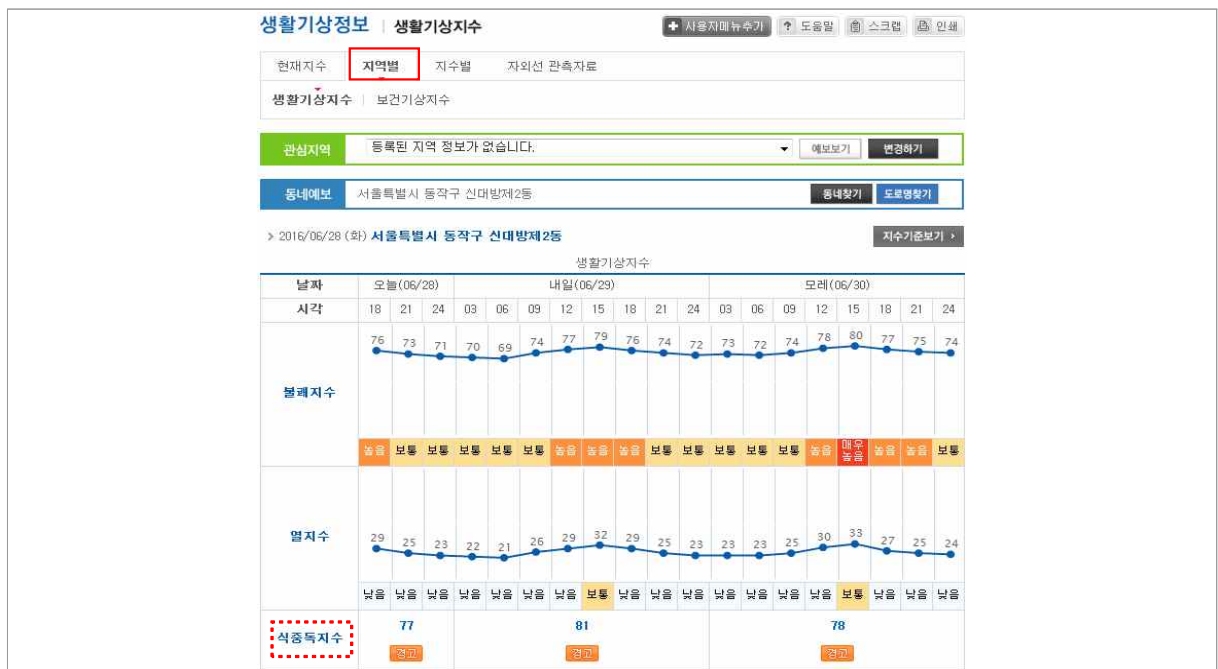 생활기상정보 생활기상지수 사용자메뉴추가 도움말 스크랩 인쇄
현재지수 지역별 지수별 자외선 관측자료
생활기상지수 보건기상지수
관심지역 등록된 지역 정보가 없습니다. 예보보기 변경하기
동네예보 서울특별시 동작구 신대방제2동 동네찾기 도로명찾기
> 2016/06/28 (화) 서울특별시 동작구 신대방제2동 지수기준보기
생활기상지수
날짜 오늘(06/28) 내일(06/29) 모레(06/30)
시각 18 21 24 03 06 09 12 15 18 21 24 03 06 09 12 15 18 21 24
76 73 71 70 69 74 77 79 76 74 72 73 72 74 78 80 77 75 74
불쾌지수
높음 보통 보통 보통 보통 보통 높음 높음 높음 보통 보통 보통 보통 보통 높음 매우 높음 높음 높음 보통
열지수 29 25 23 22 21 26 29 32 29 25 23 23 23 25 30 33 27 25 24
낮음 낮음 낮음 낮음 낮음 낮음 낮음 보통 낮음 낮음 낮음 낮음 낮음 낮음 낮음 보통 낮음 낮음 낮음
식중독지수 77 81 78
경고 경고 경고